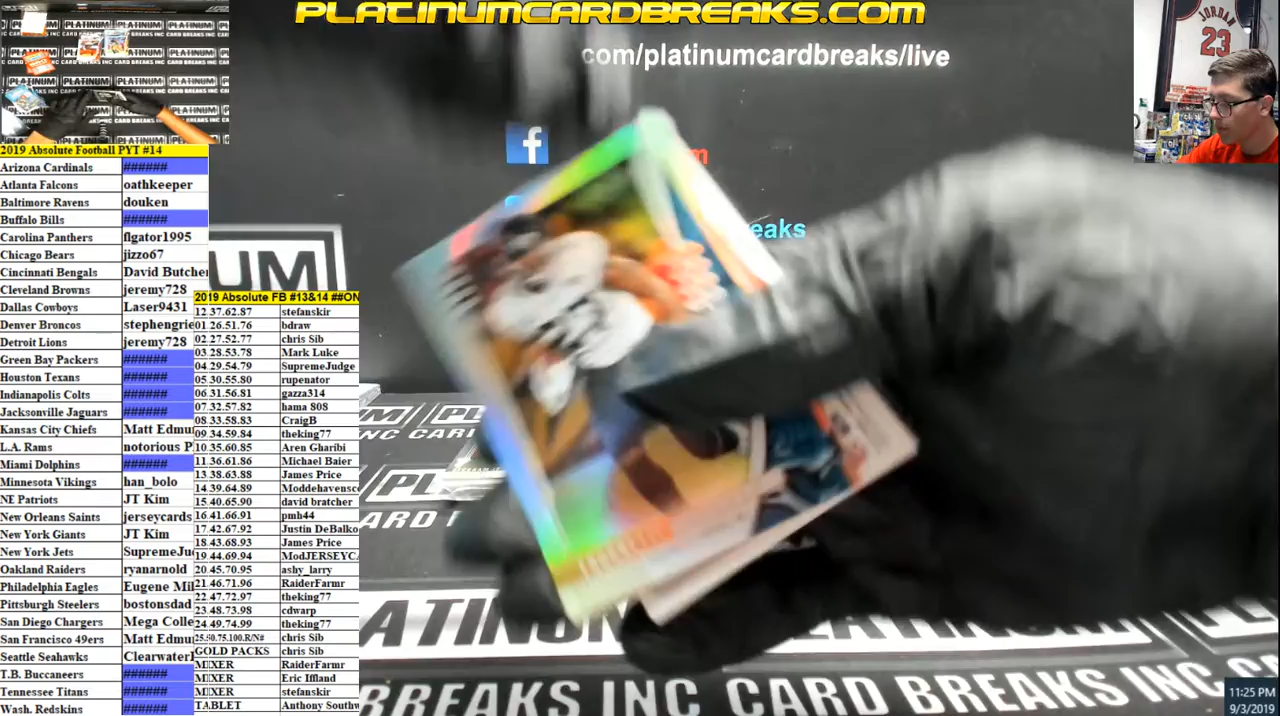 PLATINUMCARDBREAKS.COM
com/platinumcardbreaks/live
JORDAN
23
2019 Absolute Football PYT #14
Arizona Cardinals ######
Atlanta Falcons oathkeeper
Baltimore Ravens douken
Buffalo Bills ######
Carolina Panthers flgator1995
Chicago Bears jizzo67
Cincinnati Bengals David Butcher
Cleveland Browns jeremy728
Dallas Cowboys Laser9431
Denver Broncos stephengrie
Detroit Lions jeremy728
Green Bay Packers ######
Houston Texans ######
Indianapolis Colts ######
Jacksonville Jaguars ######
Kansas City Chiefs Matt Edmu
L.A. Rams notorious P
Miami Dolphins ######
Minnesota Vikings han_bolo
NE Patriots JT Kim
New Orleans Saints jerseycards
New York Giants JT Kim
New York Jets SupremeJu
Oakland Raiders ryanarnold
Philadelphia Eagles Eugene Mil
Pittsburgh Steelers bostonsdad
San Diego Chargers Mega Colle
San Francisco 49ers Matt Edmu
Seattle Seahawks Clearwater
T.B. Buccaneers ######
Tennessee Titans ######
Wash. Redskins ######
2019 Absolute FB #13&14 ##ON
12.37.62.87 stefanskir
01.26.51.76 bdraw
02.27.52.77 chris Sib
03.28.53.78 Mark Luke
04.29.54.79 SupremeJudge
05.30.55.80 rupenator
06.31.56.81 gazza314
07.32.57.82 hama 808
08.33.58.83 CraigB
09.34.59.84 theking77
10.35.60.85 Aren Gharibi
11.36.61.86 Michael Baier
13.38.63.88 James Price
14.39.64.89 Moddehavensc
15.40.65.90 david bratcher
16.41.66.91 pmh44
17.42.67.92 Justin DeBalko
18.43.68.93 James Price
19.44.69.94 ModJERSEYCA
20.45.70.95 ashy_larry
21.46.71.96 RaiderFarmr
22.47.72.97 theking77
23.48.73.98 cdwarp
24.49.74.99 theking77
25.50.75.100.R/N# chris Sib
GOLD PACKS chris Sib
MIXER RaiderFarmr
MIXER Eric Iffland
MIXER stefanskir
TABLET Anthony Southw
f
eaks
UM
PLATINUM
BREAKS INC CARD BREAKS INC
11:25 PM
9/3/2019